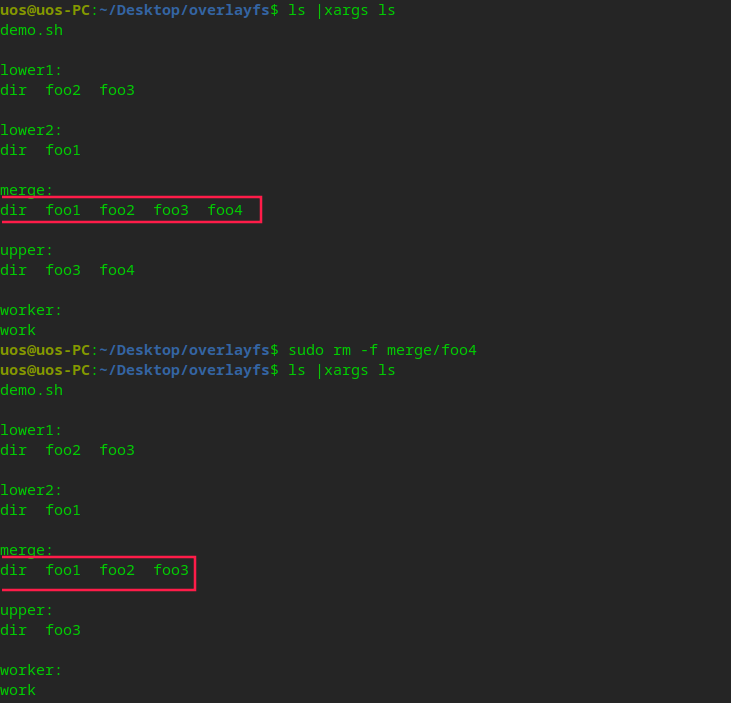 uos@uos-PC:~/Desktop/overlayfs$ ls |xargs ls
demo.sh
lower1:
dir  foo2  foo3
lower2:
dir  foo1
merge:
dir  foo1  foo2  foo3  foo4
upper:
dir  foo3  foo4
worker:
work
uos@uos-PC:~/Desktop/overlayfs$ sudo rm -f merge/foo4
uos@uos-PC:~/Desktop/overlayfs$ ls |xargs ls
demo.sh
lower1:
dir  foo2  foo3
lower2:
dir  foo1
merge:
dir  foo1  foo2  foo3
upper:
dir  foo3
worker:
work